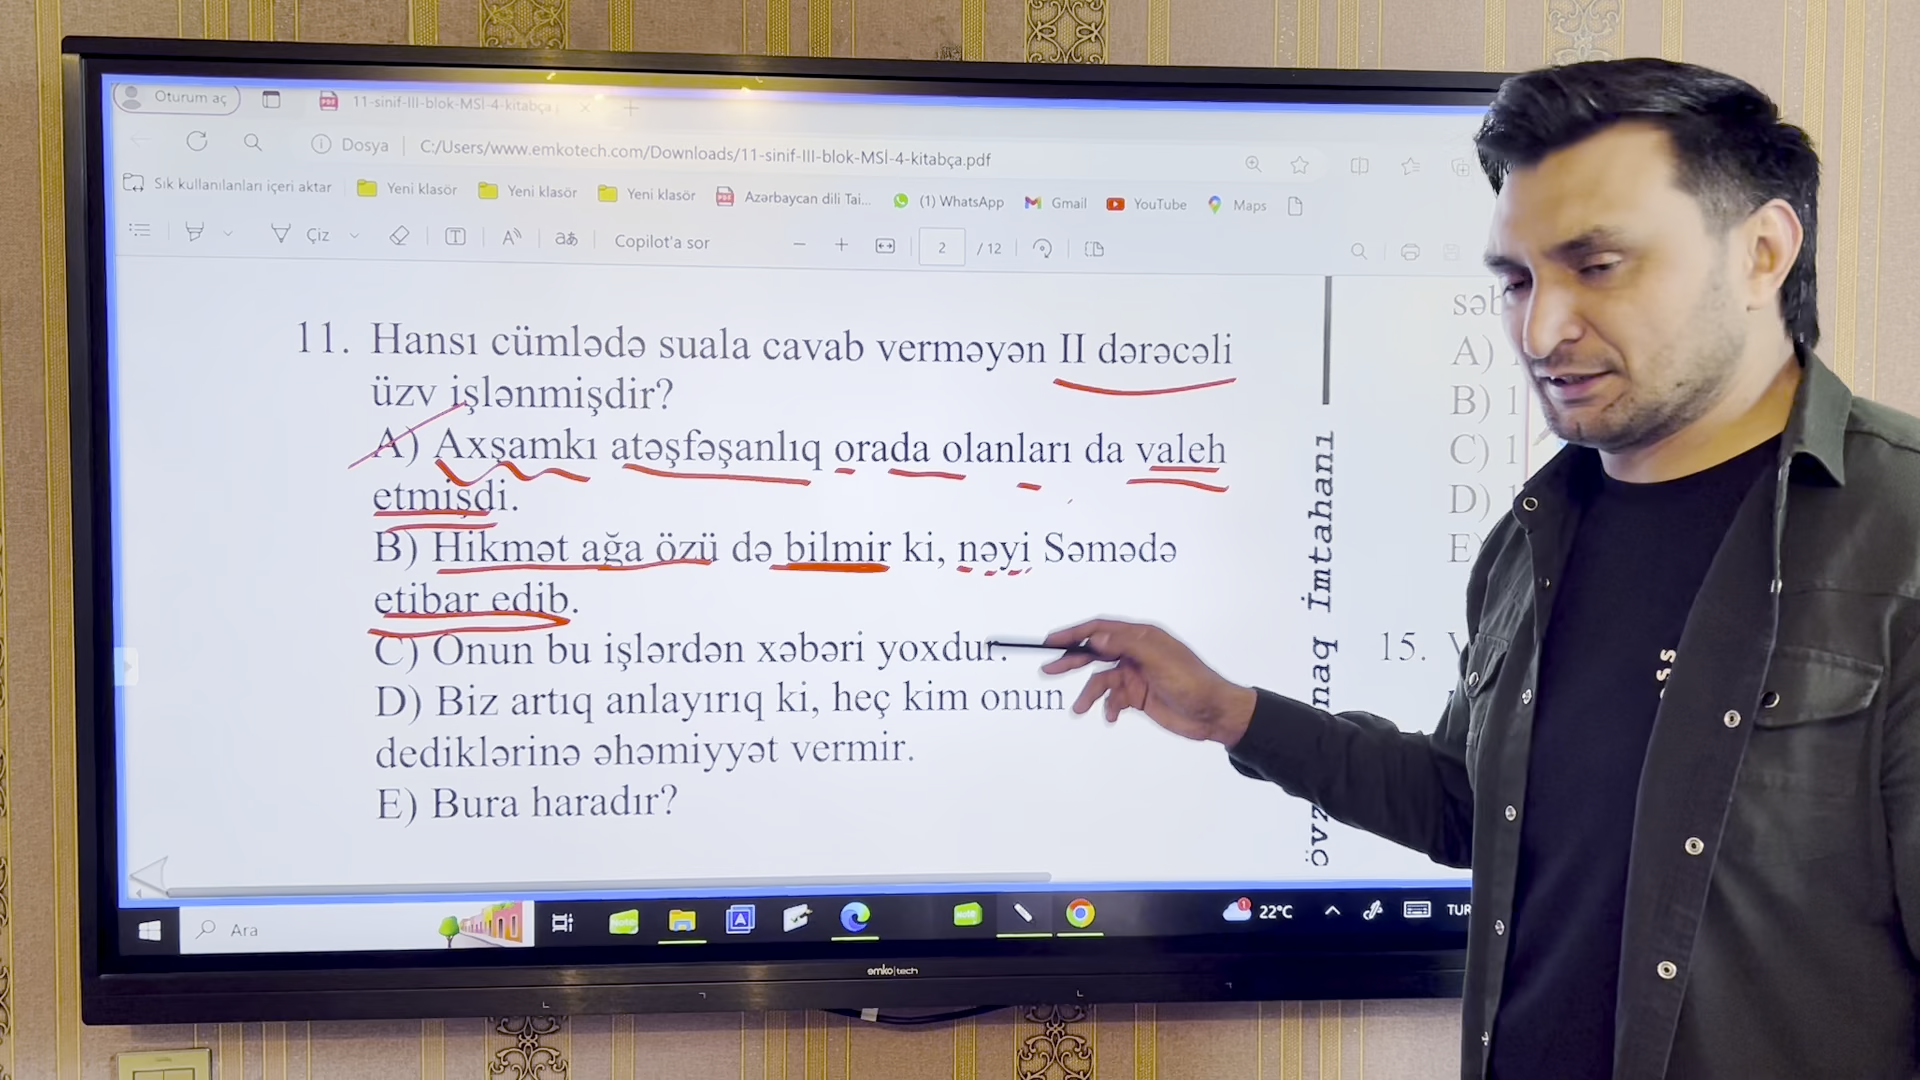 Oturum aç
11-sinif-III-blok-MSİ-4-kitabça
Dosya
C:/Users/www.emkotech.com/Downloads/11-sinif-III-blok-MSİ-4-kitabça.pdf
Sık kullanılanları içeri aktar
Yeni klasör
Yeni klasör
Yeni klasör
Azərbaycan dili Tai...
(1) WhatsApp
Gmail
YouTube
Maps
Çiz
aあ
Copilot'a sor
2 / 12
11. Hansı cümlədə suala cavab verməyən II dərəcəli
üzv işlənmişdir?
A) Axşamkı atəşfəşanlıq orada olanları da valeh
etmişdi.
B) Hikmət ağa özü də bilmir ki, nəyi Səmədə
etibar edib.
C) Onun bu işlərdən xəbəri yoxdur.
D) Biz artıq anlayırıq ki, heç kim onun
dediklərinə əhəmiyyət vermir.
E) Bura haradır?
İmtahanı
səb
A)
B) 1
C) 1
D)
E)
15.
Ara
22°C
TUR
emko|tech